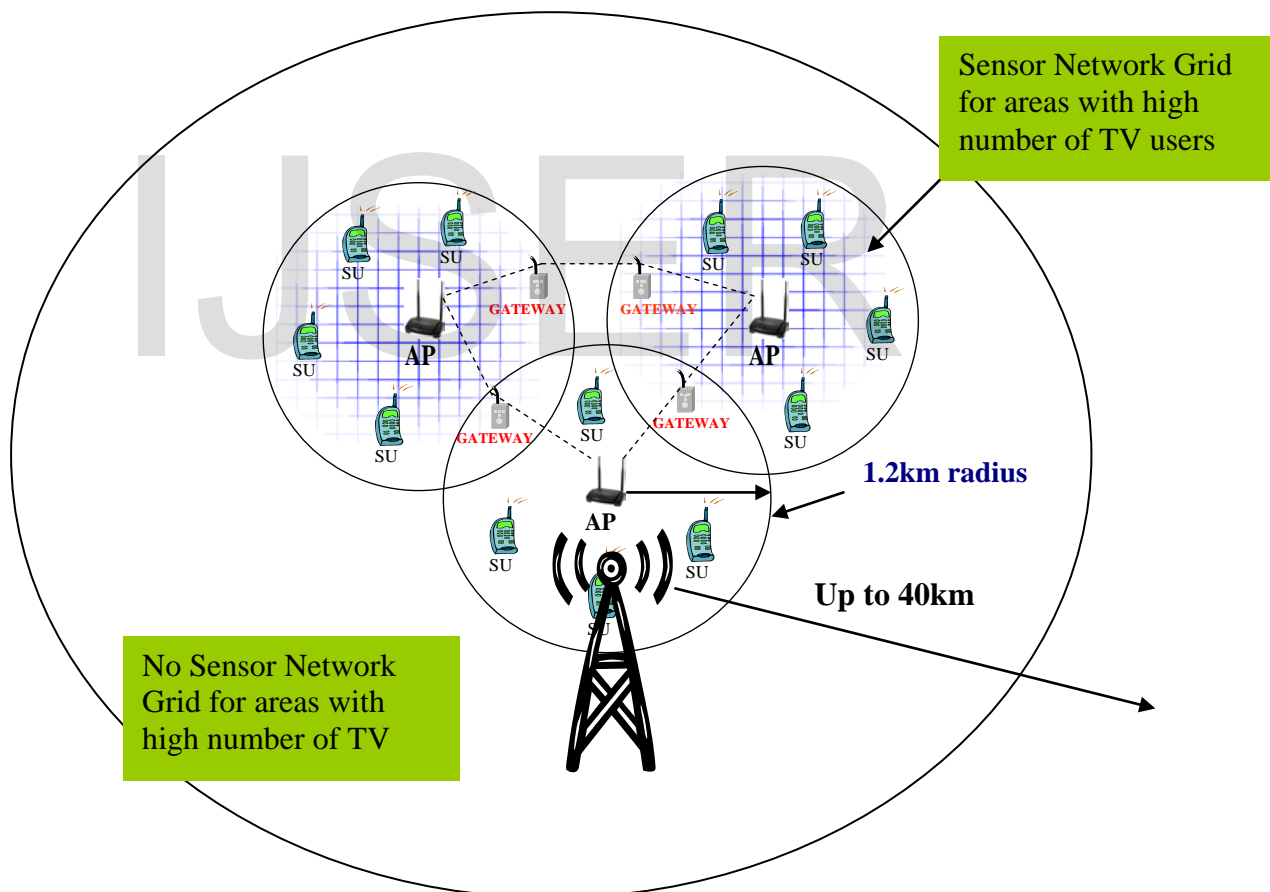 Sensor Network Grid
for areas with high
number of TV users
IJSER
SU
SU
SU
SU
SU
SU
SU
SU
GATEWAY
GATEWAY
AP
AP
SU
SU
SU
GATEWAY
GATEWAY
1.2km radius
AP
SU
SU
Up to 40km
SU
No Sensor Network
Grid for areas with
high number of TV